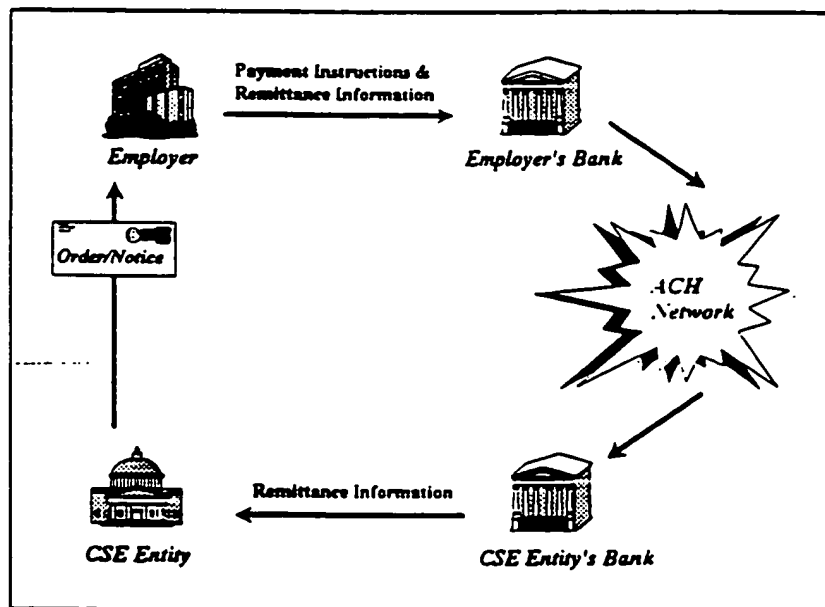 Payment Instructions &
Remittance Information
Employer
Employer's Bank
Order/Notice
ACH
Network
Remittance Information
CSE Entity
CSE Entity's Bank